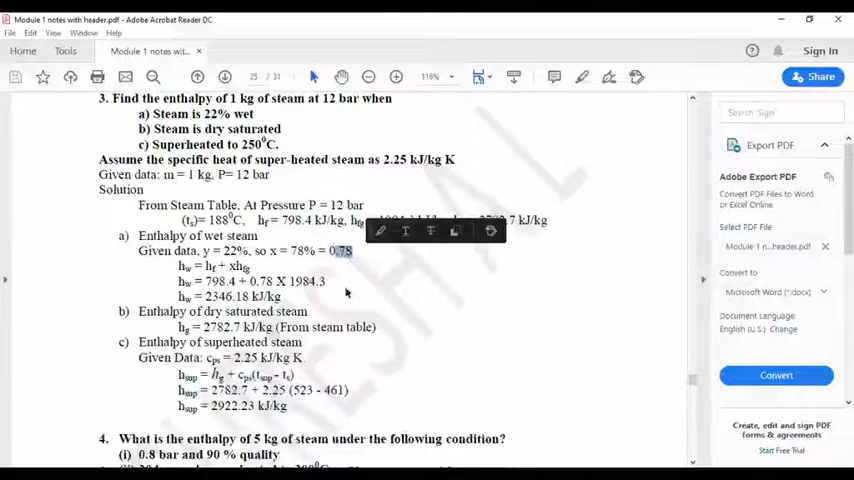 Module 1 notes with header.pdf - Adobe Acrobat Reader DC
File Edit View Window Help
Home Tools Module 1 notes wit... × Sign In
25 / 31 116% Share
3. Find the enthalpy of 1 kg of steam at 12 bar when
a) Steam is 22% wet
b) Steam is dry saturated
c) Superheated to 250⁰C.
Assume the specific heat of super-heated steam as 2.25 kJ/kg K
Given data: m = 1 kg, P= 12 bar
Solution
From Steam Table, At Pressure P = 12 bar
(ts)= 188⁰C, hf = 798.4 kJ/kg, hfg 7 kJ/kg
a) Enthalpy of wet steam
Given data, y = 22%, so x = 78% = 0.78
hw = hf + xhfg
hw = 798.4 + 0.78 X 1984.3
hw = 2346.18 kJ/kg
b) Enthalpy of dry saturated steam
hg = 2782.7 kJ/kg (From steam table)
c) Enthalpy of superheated steam
Given Data: cps = 2.25 kJ/kg K
hsup = hg + cps(tsup - ts)
hsup = 2782.7 + 2.25 (523 - 461)
hsup = 2922.23 kJ/kg
4. What is the enthalpy of 5 kg of steam under the following condition?
(i) 0.8 bar and 90 % quality
Search 'Sign'
Export PDF
Adobe Export PDF
Convert PDF Files to Word
or Excel Online
Select PDF File
Module 1 n...header.pdf ×
Convert to
Microsoft Word (*.docx)
Document Language:
English (U.S.) Change
Convert
Create, edit and sign PDF
forms & agreements
Start Free Trial